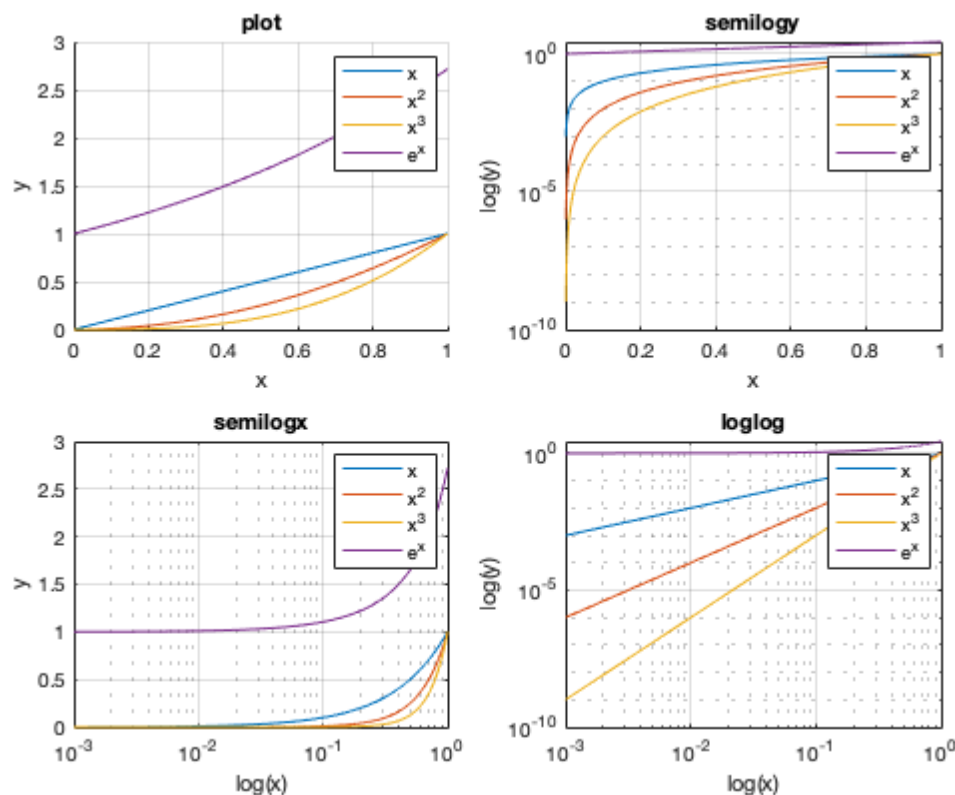 plot
3
2.5
2
1.5
1
0.5
0
0 0.2 0.4 0.6 0.8 1
y
x
x
x²
x³
eˣ
semilogy
10⁰
10⁻⁵
10⁻¹⁰
0 0.2 0.4 0.6 0.8 1
log(y)
x
x
x²
x³
eˣ
semilogx
3
2.5
2
1.5
1
0.5
0
10⁻³ 10⁻² 10⁻¹ 10⁰
y
log(x)
x
x²
x³
eˣ
loglog
10⁰
10⁻⁵
10⁻¹⁰
10⁻³ 10⁻² 10⁻¹ 10⁰
log(y)
log(x)
x
x²
x³
eˣ